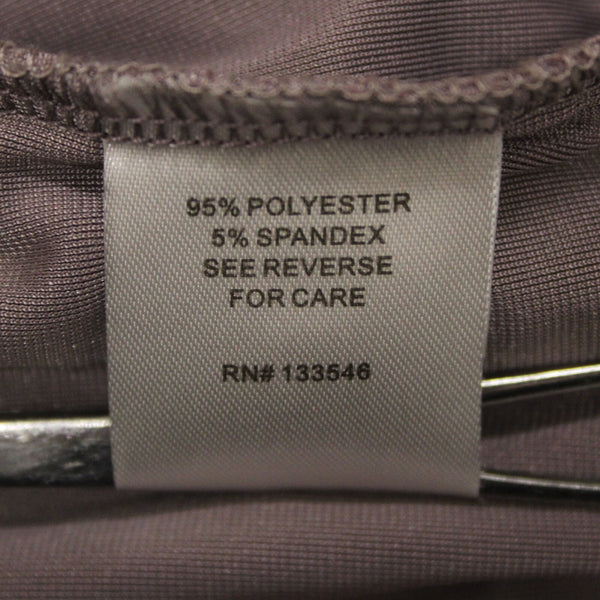 95% POLYESTER
5% SPANDEX
SEE REVERSE
FOR CARE
RN# 133546